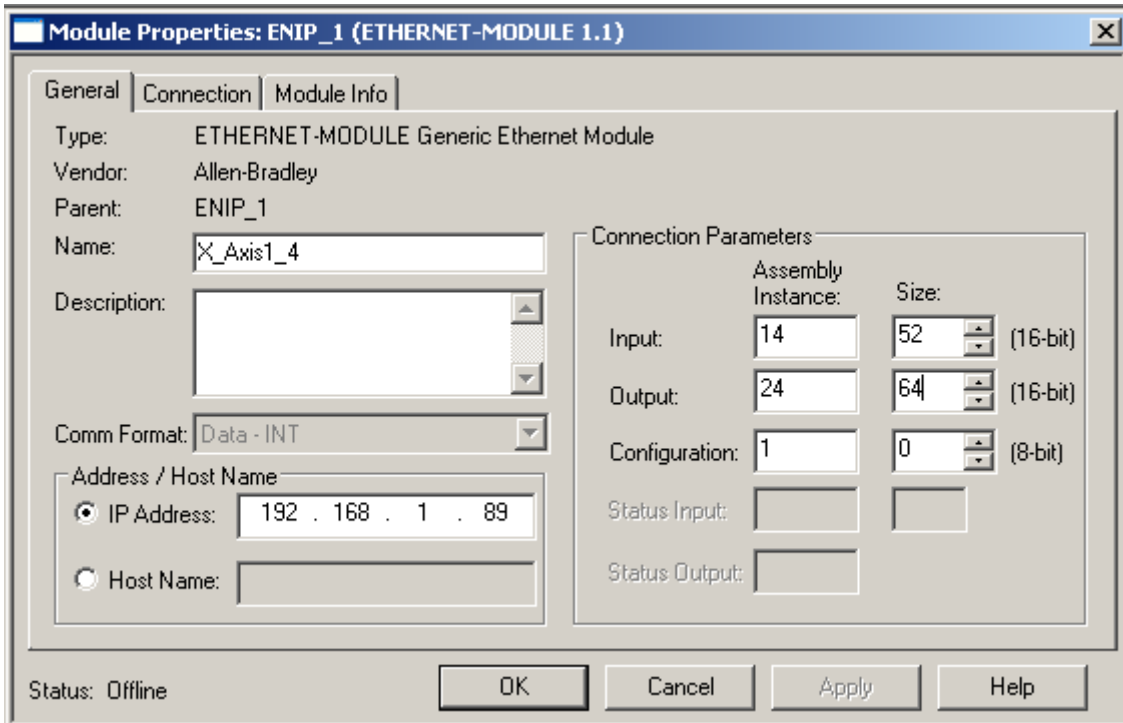 Module Properties: ENIP_1 (ETHERNET-MODULE 1.1)
General Connection Module Info
Type: ETHERNET-MODULE Generic Ethernet Module
Vendor: Allen-Bradley
Parent: ENIP_1
Name: X_Axis1_4
Description:
Comm Format: Data - INT
Address / Host Name
IP Address: 192 . 168 . 1 . 89
Host Name:
Connection Parameters
Assembly
Instance: Size:
Input: 14 52 (16-bit)
Output: 24 64 (16-bit)
Configuration: 1 0 (8-bit)
Status Input:
Status Output:
Status: Offline
OK Cancel Apply Help